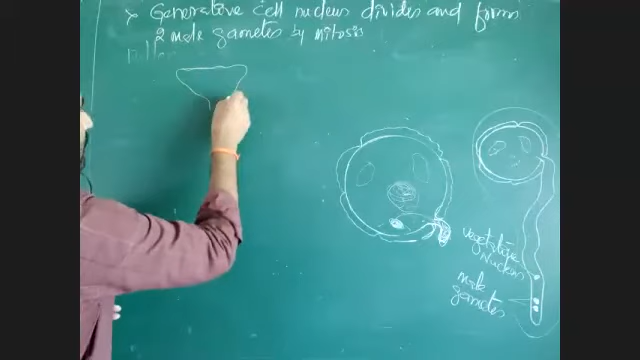 > Generative cell nucleus divides and forms
2 male gametes by mitosis
vegetative
Nucleus
male
gametes